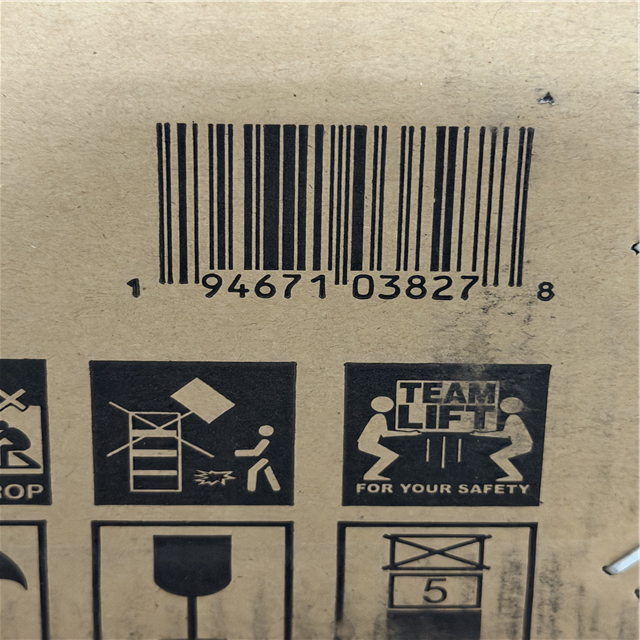 1 94671 03827 8
TEAM
LIFT
FOR YOUR SAFETY
ROP
5